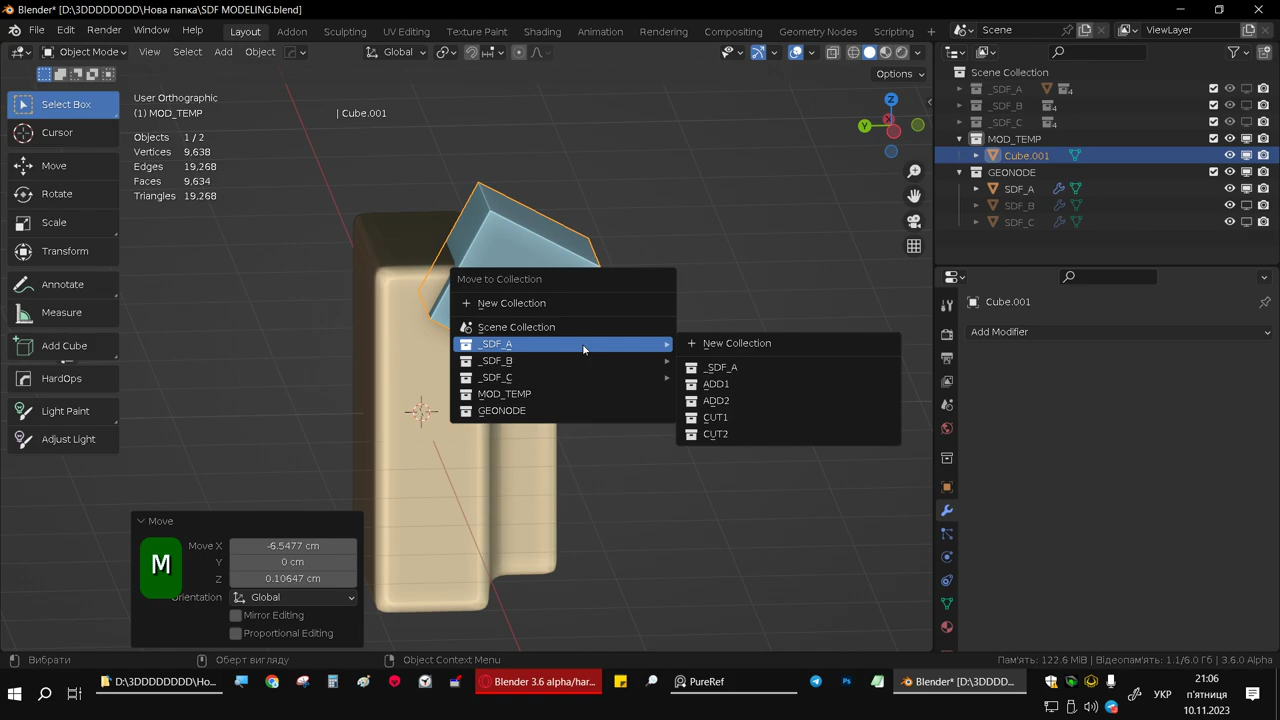 Blender* [D:\3DDDDDDDD\Нова папка\SDF MODELING.blend]
File Edit Render Window Help
Layout Addon Sculpting UV Editing Texture Paint Shading Animation Rendering Compositing Geometry Nodes Scripting
Scene
ViewLayer
Object Mode View Select Add Object
Global
Options
Select Box
Cursor
Move
Rotate
Scale
Transform
Annotate
Measure
Add Cube
HardOps
Light Paint
Adjust Light
User Orthographic
(1) MOD_TEMP | Cube.001
Objects 1 / 2
Vertices 9,638
Edges 19,268
Faces 9,634
Triangles 19,268
Z
Y
X
Move to Collection
New Collection
Scene Collection
_SDF_A
_SDF_B
_SDF_C
MOD_TEMP
GEONODE
New Collection
_SDF_A
ADD1
ADD2
CUT1
CUT2
Move
Move X -6.5477 cm
Y 0 cm
Z 0.10647 cm
Orientation Global
Mirror Editing
Proportional Editing
M
Scene Collection
_SDF_A 4
_SDF_B 4
_SDF_C 4
MOD_TEMP
Cube.001
GEONODE
SDF_A
SDF_B
SDF_C
Cube.001
Add Modifier
Вибрати Оберт вигляду Object Context Menu
Пам'ять: 122.6 MiB | Відеопам'ять: 1.1/6.0 Гб | 3.6.0 Alpha
D:\3DDDDDDDD\Но...
Blender 3.6 alpha/har...
PureRef
Blender* [D:\3DDDD...
УКР
21:06
п'ятниця
10.11.2023